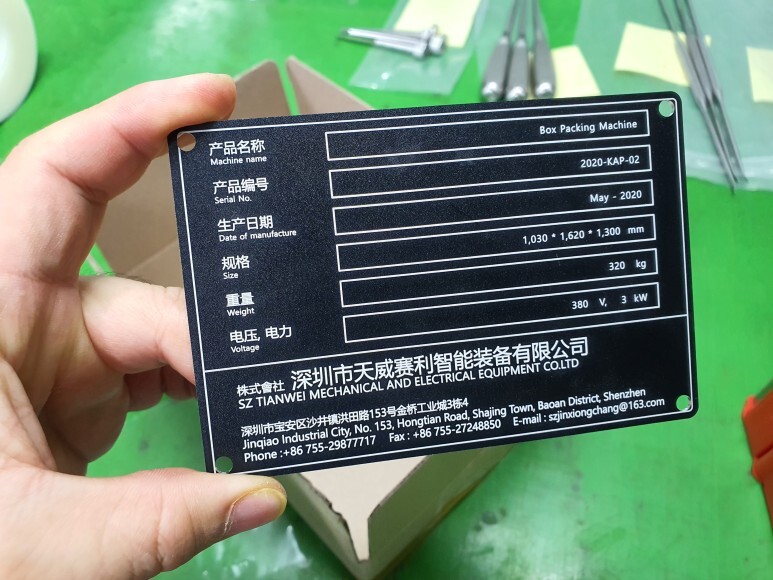 产品名称 Box Packing Machine
Machine name
产品编号 2020-KAP-02
Serial No.
生产日期 May - 2020
Date of manufacture
规格 1,030 * 1,620 * 1,300 mm
Size
重量 320 kg
Weight
电压, 电力 380 V, 3 kW
Voltage
株式會社 深圳市天威赛利智能装备有限公司
SZ TIANWEI MECHANICAL AND ELECTRICAL EQUIPMENT CO.LTD
深圳市宝安区沙井镇洪田路153号金桥工业城3栋4
Jinqiao Industrial City, No. 153, Hongtian Road, Shajing Town, Baoan District, Shenzhen
Phone :+86 755-29877717 Fax : +86 755-27248850 E-mail : szjinxiongchang@163.com